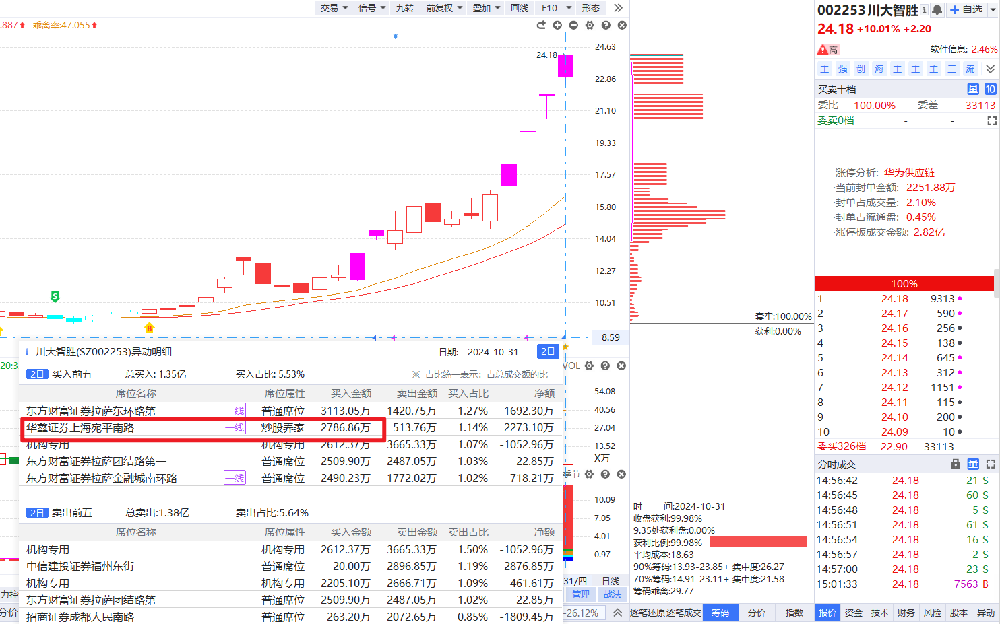 交易 信号 九转 前复权 叠加 画线 F10 形态
.887 乖离率:47.055
24.18
24.63
22.86
21.10
19.33
17.57
15.80
14.04
12.27
10.51
8.59
S
B
20:3
川大智胜(SZ002253)异动明细 日期: 2024-10-31 2日
2日 买入前五 总买入: 1.35亿 买入占比: 5.53% ※ 占比统一表示: 占总成交额的比
席位名称 席位属性 买入金额 卖出金额 买入占比 净额
东方财富证券拉萨东环路第一 一线 普通席位 3113.05万 1420.75万 1.27% 1692.30万
华鑫证券上海宛平南路 一线 炒股养家 2786.86万 513.76万 1.14% 2273.10万
机构专用 机构专用 2612.37万 3665.33万 1.07% -1052.96万
东方财富证券拉萨团结路第一 普通席位 2509.90万 2487.05万 1.03% 22.85万
东方财富证券拉萨金融城南环路 一线 普通席位 2490.23万 1772.02万 1.02% 718.21万
2日 卖出前五 总卖出:1.38亿 卖出占比:5.64%
席位名称 席位属性 买入金额 卖出金额 卖出占比 净额
机构专用 机构专用 2612.37万 3665.33万 1.50% -1052.96万
中信建投证券福州东街 普通席位 20.00万 2896.85万 1.19% -2876.85万
机构专用 机构专用 2205.10万 2666.71万 1.09% -461.61万
东方财富证券拉萨团结路第一 普通席位 2509.90万 2487.05万 1.02% 22.85万
招商证券成都人民南路 普通席位 263.20万 2072.65万 0.85% -1809.45万
力控
分价
VOL
54.08
40.56
27.04
13.52
X万
季节
10.09
7.05
4.01
0.97
/31/四 日线
管理 战法
-26.12%
套牢:100.00%
获利:0.00%
时 间:2024-10-31
收盘获利:99.98%
9.35处获利盘:0.00%
获利比例:99.98%
平均成本:18.63
90%筹码:13.93-23.85+ 集中度:26.27
70%筹码:14.91-23.11+ 集中度:21.58
筹码乖离:29.77
逐笔还原 逐笔成交 筹码 分价 指数
002253川大智胜 自选
24.18 +10.01% +2.20
高 软件信息: 2.46%
主 强 创 海 主 主 主 三 流
买卖十档 量 10
委比 100.00% 委差 33113
委卖0档 - -
涨停分析: 华为供应链
·当前封单金额: 2251.88万
·封单占成交量: 2.10%
·封单占流通盘: 0.45%
·涨停板成交金额: 2.82亿
100%
1 24.18 9313
2 24.17 590
3 24.16 256
4 24.15 138
5 24.14 645
6 24.13 312
7 24.12 1151
8 24.11 115
9 24.10 200
10 24.09 10
委买326档 22.90 33113
分时成交 量
14:56:42 24.18 21 S
14:56:45 24.18 60 S
14:56:48 24.18 5 S
14:56:51 24.18 61 S
14:56:54 24.18 16 S
14:56:57 24.18 2 S
14:57:00 24.18 23 S
15:01:33 24.18 7563 B
报价 资金 技术 财务 风险 股本 异动